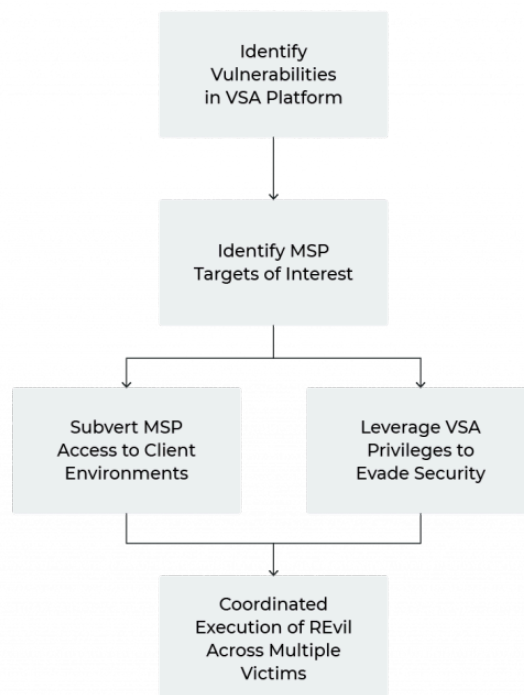 Identify
Vulnerabilities
in VSA Platform
Identify MSP
Targets of Interest
Subvert MSP
Access to Client
Environments
Leverage VSA
Privileges to
Evade Security
Coordinated
Execution of REvil
Across Multiple
Victims